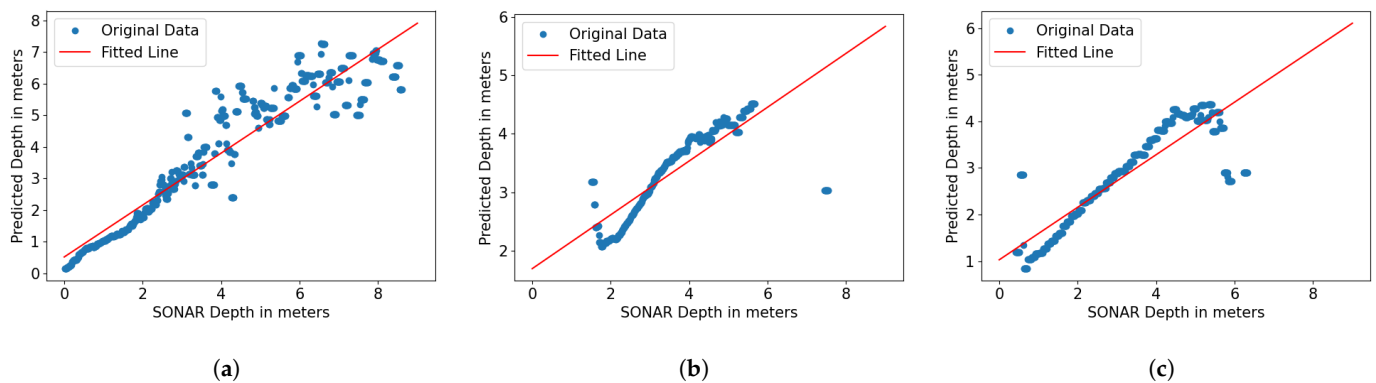 8
7
6
5
4
3
2
1
0
Predicted Depth in meters
Original Data
Fitted Line
0 2 4 6 8
SONAR Depth in meters
(a)
6
5
4
3
2
Predicted Depth in meters
Original Data
Fitted Line
0 2 4 6 8
SONAR Depth in meters
(b)
6
5
4
3
2
1
Predicted Depth in meters
Original Data
Fitted Line
0 2 4 6 8
SONAR Depth in meters
(c)